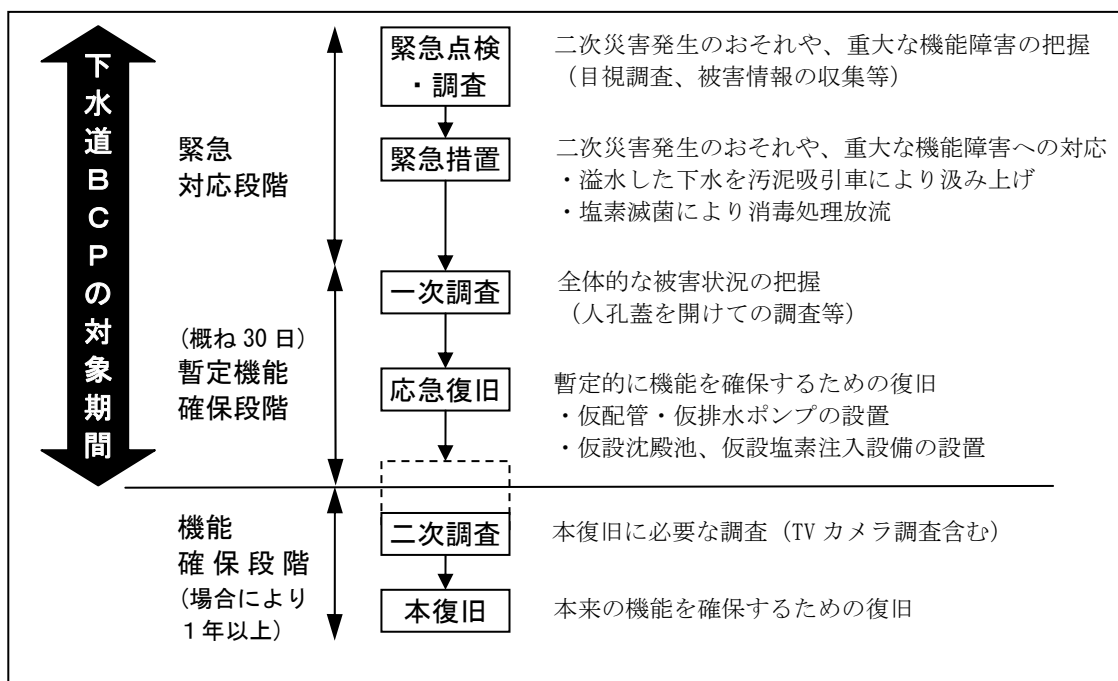 下水道BCPの対象期間
緊急
対応段階
緊急点検
・調査
二次災害発生のおそれや、重大な機能障害の把握
（目視調査、被害情報の収集等）
緊急措置
二次災害発生のおそれや、重大な機能障害への対応
・溢水した下水を汚泥吸引車により汲み上げ
・塩素滅菌により消毒処理放流
(概ね 30 日)
暫定機能
確保段階
一次調査
全体的な被害状況の把握
（人孔蓋を開けての調査等）
応急復旧
暫定的に機能を確保するための復旧
・仮配管・仮排水ポンプの設置
・仮設沈殿池、仮設塩素注入設備の設置
機能
確 保 段 階
(場合により
１年以上)
二次調査
本復旧に必要な調査（TV カメラ調査含む）
本復旧
本来の機能を確保するための復旧